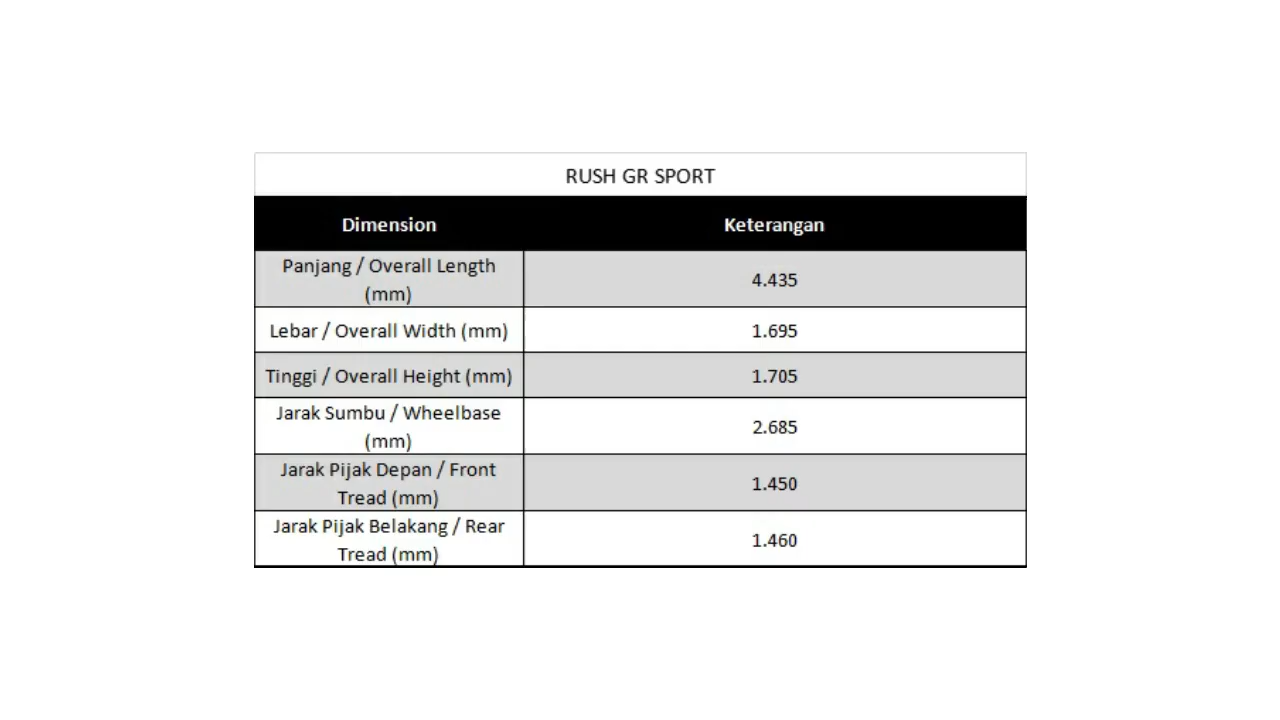 RUSH GR SPORT
Dimension Keterangan
Panjang / Overall Length
(mm)
4.435
Lebar / Overall Width (mm) 1.695
Tinggi / Overall Height (mm) 1.705
Jarak Sumbu / Wheelbase
(mm)
2.685
Jarak Pijak Depan / Front
Tread (mm)
1.450
Jarak Pijak Belakang / Rear
Tread (mm)
1.460